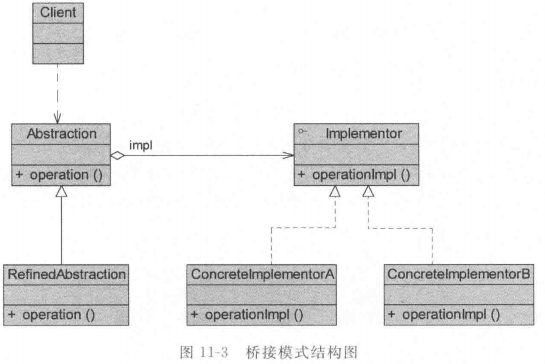 Client
Abstraction
+ operation ()
impl
Implementor
+ operationImpl ()
RefinedAbstraction
+ operation ()
ConcreteImplementorA
+ operationImpl ()
ConcreteImplementorB
+ operationImpl ()
图 11-3 桥接模式结构图